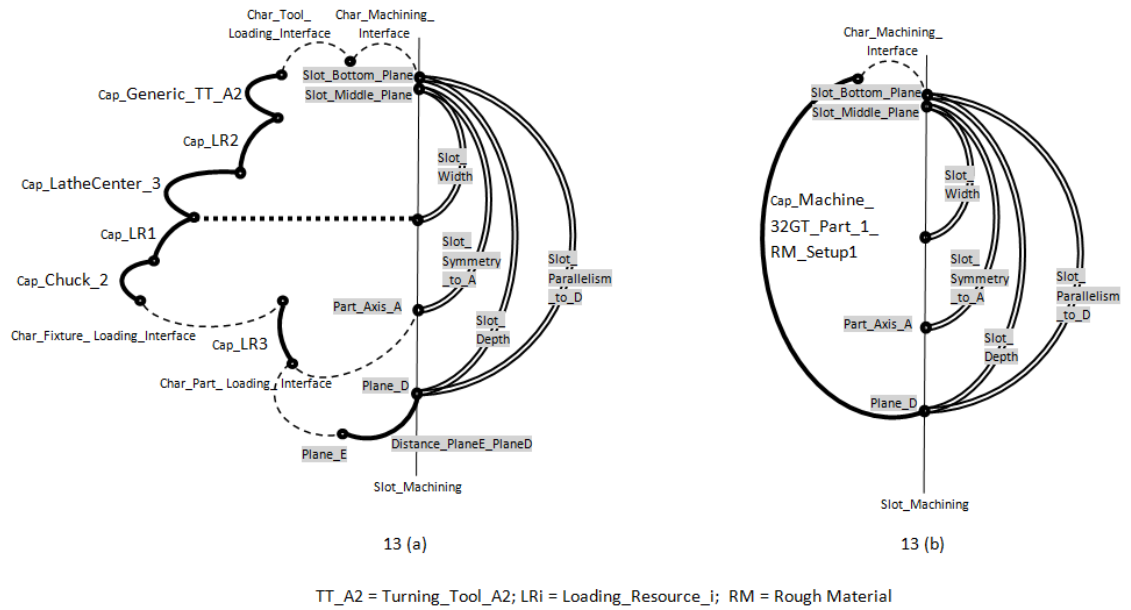 Char_Tool_
Loading_Interface
Char_Machining_
Interface
Slot_Bottom_Plane
Slot_Middle_Plane
Cap_Generic_TT_A2
Cap_LR2
Cap_LatheCenter_3
Cap_LR1
Cap_Chuck_2
Char_Fixture_ Loading_Interface
Cap_LR3
Char_Part_ Loading_ Interface
Slot_
Width
Slot_
Symmetry
_to_A
Slot_
Parallelism
_to_D
Part_Axis_A
Slot_
Depth
Plane_D
Plane_E
Distance_PlaneE_PlaneD
Slot_Machining
13 (a)
Char_Machining_
Interface
Slot_Bottom_Plane
Slot_Middle_Plane
Slot_
Width
Cap_Machine_
32GT_Part_1_
RM_Setup1
Slot_
Symmetry
_to_A
Slot_
Parallelism
_to_D
Part_Axis_A
Slot_
Depth
Plane_D
Slot_Machining
13 (b)
TT_A2 = Turning_Tool_A2; LRi = Loading_Resource_i; RM = Rough Material